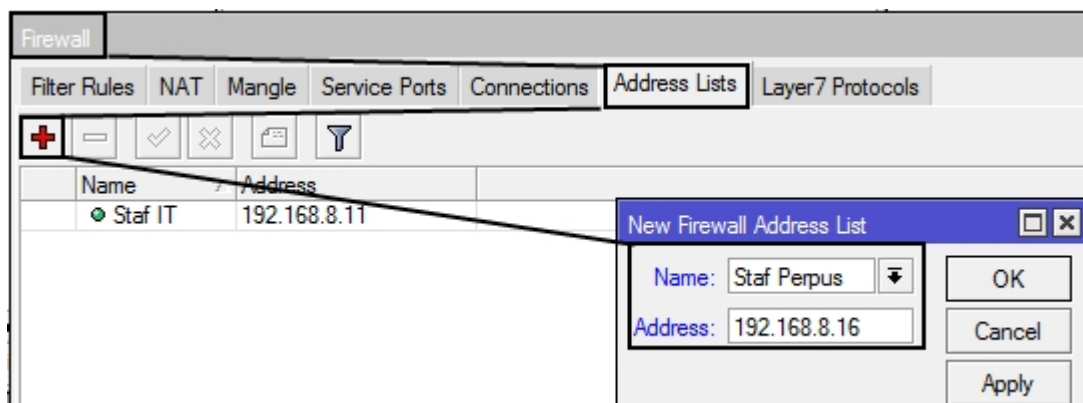 Firewall
Filter Rules NAT Mangle Service Ports Connections Address Lists Layer7 Protocols
Name Address
Staf IT 192.168.8.11
New Firewall Address List
Name: Staf Perpus OK
Address: 192.168.8.16 Cancel
Apply